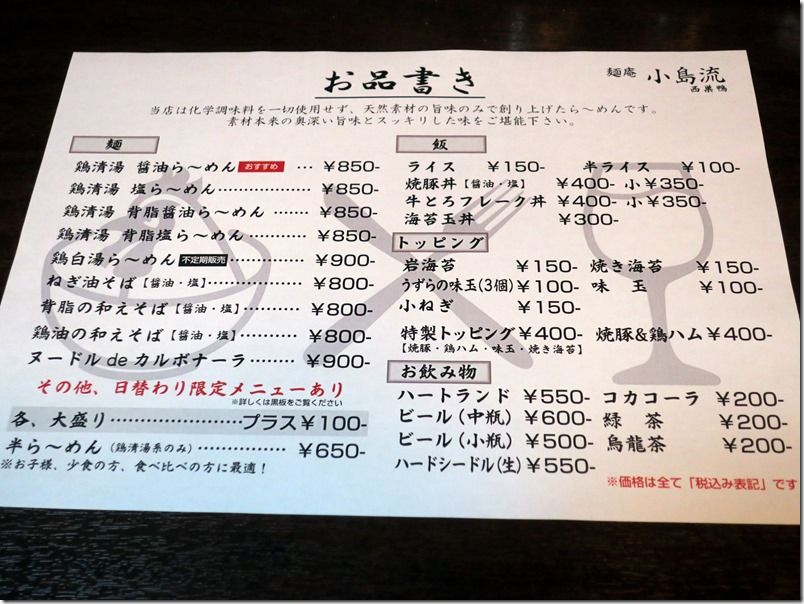 お品書き
麺庵 小島流
西巣鴨
当店は化学調味料を一切使用せず、天然素材の旨味のみで創り上げたら〜めんです。
素材本来の奥深い旨味とスッキリした味をご堪能下さい。
麺
鶏清湯 醤油ら〜めん おすすめ … ¥850-
鶏清湯 塩ら〜めん……………… ¥850-
鶏清湯 背脂醤油ら〜めん ……… ¥850-
鶏清湯 背脂塩ら〜めん ………… ¥850-
鶏白湯ら〜めん 不定期販売 ………… ¥900-
ねぎ油そば【醤油・塩】…………… ¥800-
背脂の和えそば【醤油・塩】……… ¥800-
鶏油の和えそば【醤油・塩】……… ¥800-
ヌードル de カルボナーラ……… ¥900-
その他、日替わり限定メニューあり
※詳しくは黒板をご覧ください
各、大盛り……………………プラス¥100-
半ら〜めん(鶏清湯系のみ)………… ¥650-
※お子様、少食の方、食べ比べの方に最適!
飯
ライス ¥150- 半ライス ¥100-
焼豚丼【醤油・塩】 ¥400- 小¥350-
牛とろフレーク丼 ¥400- 小¥350-
海苔玉丼 ¥300-
トッピング
岩海苔 ¥150- 焼き海苔 ¥150-
うずらの味玉(3個) ¥100- 味 玉 ¥100-
小ねぎ ¥150-
特製トッピング¥400- 焼豚&鶏ハム ¥400-
【焼豚・鶏ハム・味玉・焼き海苔】
お飲み物
ハートランド ¥550- コカコーラ ¥200-
ビール(中瓶) ¥600- 緑 茶 ¥200-
ビール(小瓶) ¥500- 烏龍茶 ¥200-
ハードシードル(生) ¥550-
※価格は全て「税込み表記」です